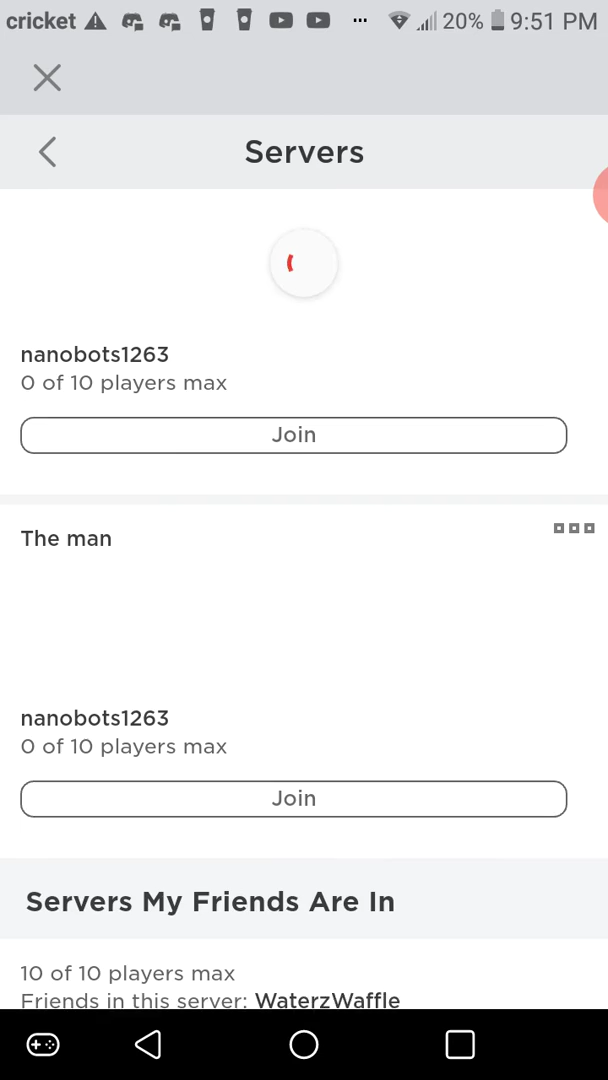 cricket 20% 9:51 PM
Servers
nanobots1263
0 of 10 players max
Join
The man
nanobots1263
0 of 10 players max
Join
Servers My Friends Are In
10 of 10 players max
Friends in this server: WaterzWaffle